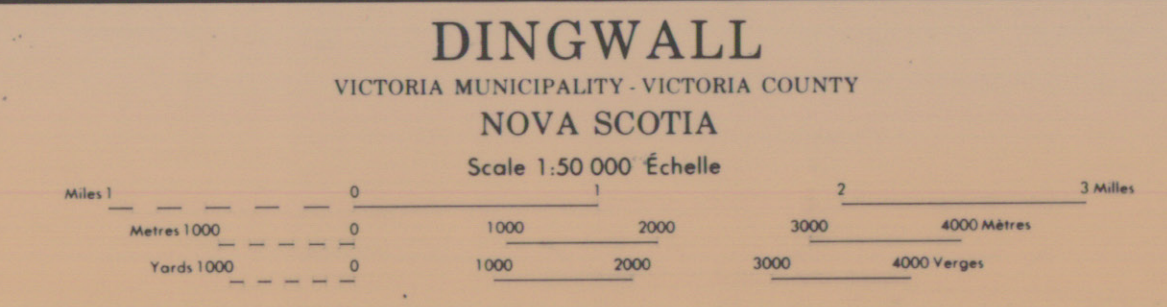 DINGWALL
VICTORIA MUNICIPALITY - VICTORIA COUNTY
NOVA SCOTIA
Scale 1:50 000 Échelle
Miles 1 0 1 2 3 Milles
Metres 1000 0 1000 2000 3000 4000 Mètres
Yards 1000 0 1000 2000 3000 4000 Verges